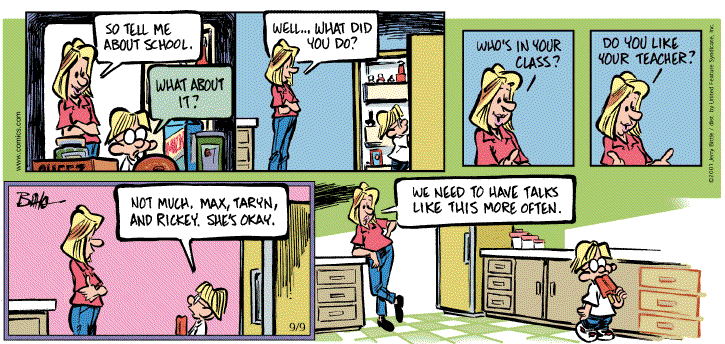 SO TELL ME
ABOUT SCHOOL.
WHAT ABOUT
IT?
WELL... WHAT DID
YOU DO?
WHO'S IN YOUR
CLASS?
DO YOU LIKE
YOUR TEACHER?
www.comics.com
©2001 Jerry Bittle / dist. by United Feature Syndicate, Inc.
NOT MUCH. MAX, TARYN,
AND RICKEY. SHE'S OKAY.
9/9
WE NEED TO HAVE TALKS
LIKE THIS MORE OFTEN.